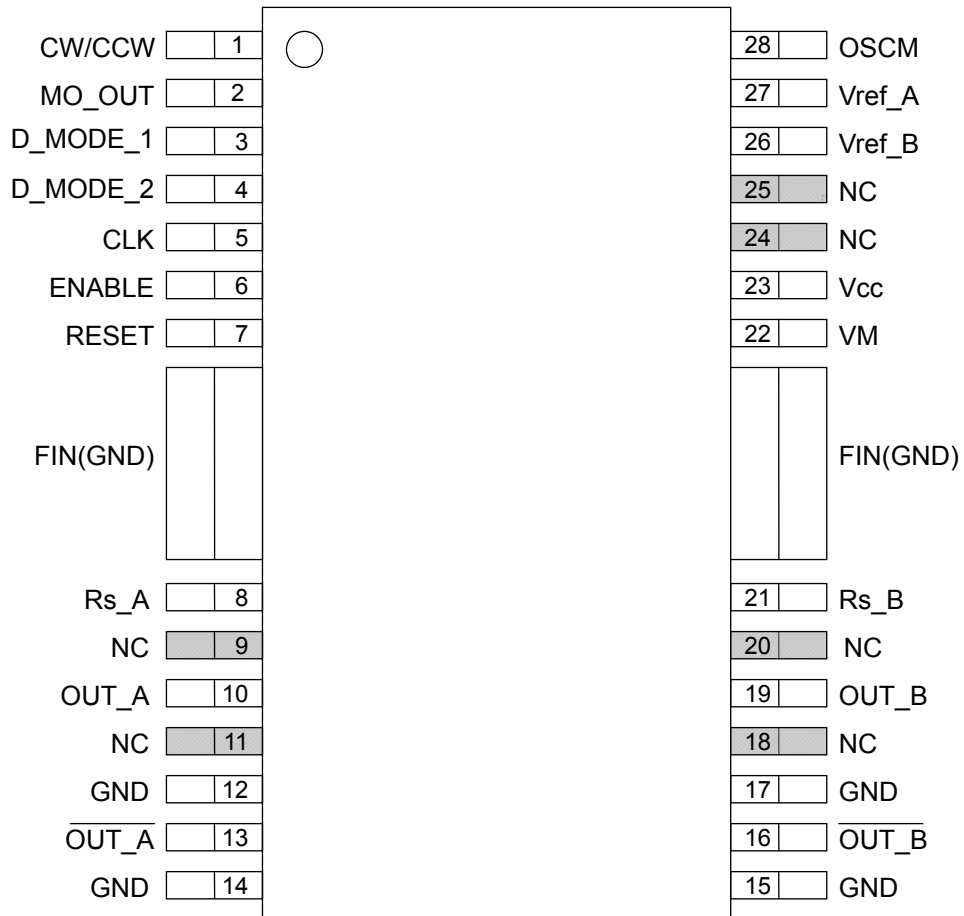 CW/CCW 1 28 OSCM
MO_OUT 2 27 Vref_A
D_MODE_1 3 26 Vref_B
D_MODE_2 4 25 NC
CLK 5 24 NC
ENABLE 6 23 Vcc
RESET 7 22 VM
FIN(GND) FIN(GND)
Rs_A 8 21 Rs_B
NC 9 20 NC
OUT_A 10 19 OUT_B
NC 11 18 NC
GND 12 17 GND
OUT_A 13 16 OUT_B
GND 14 15 GND